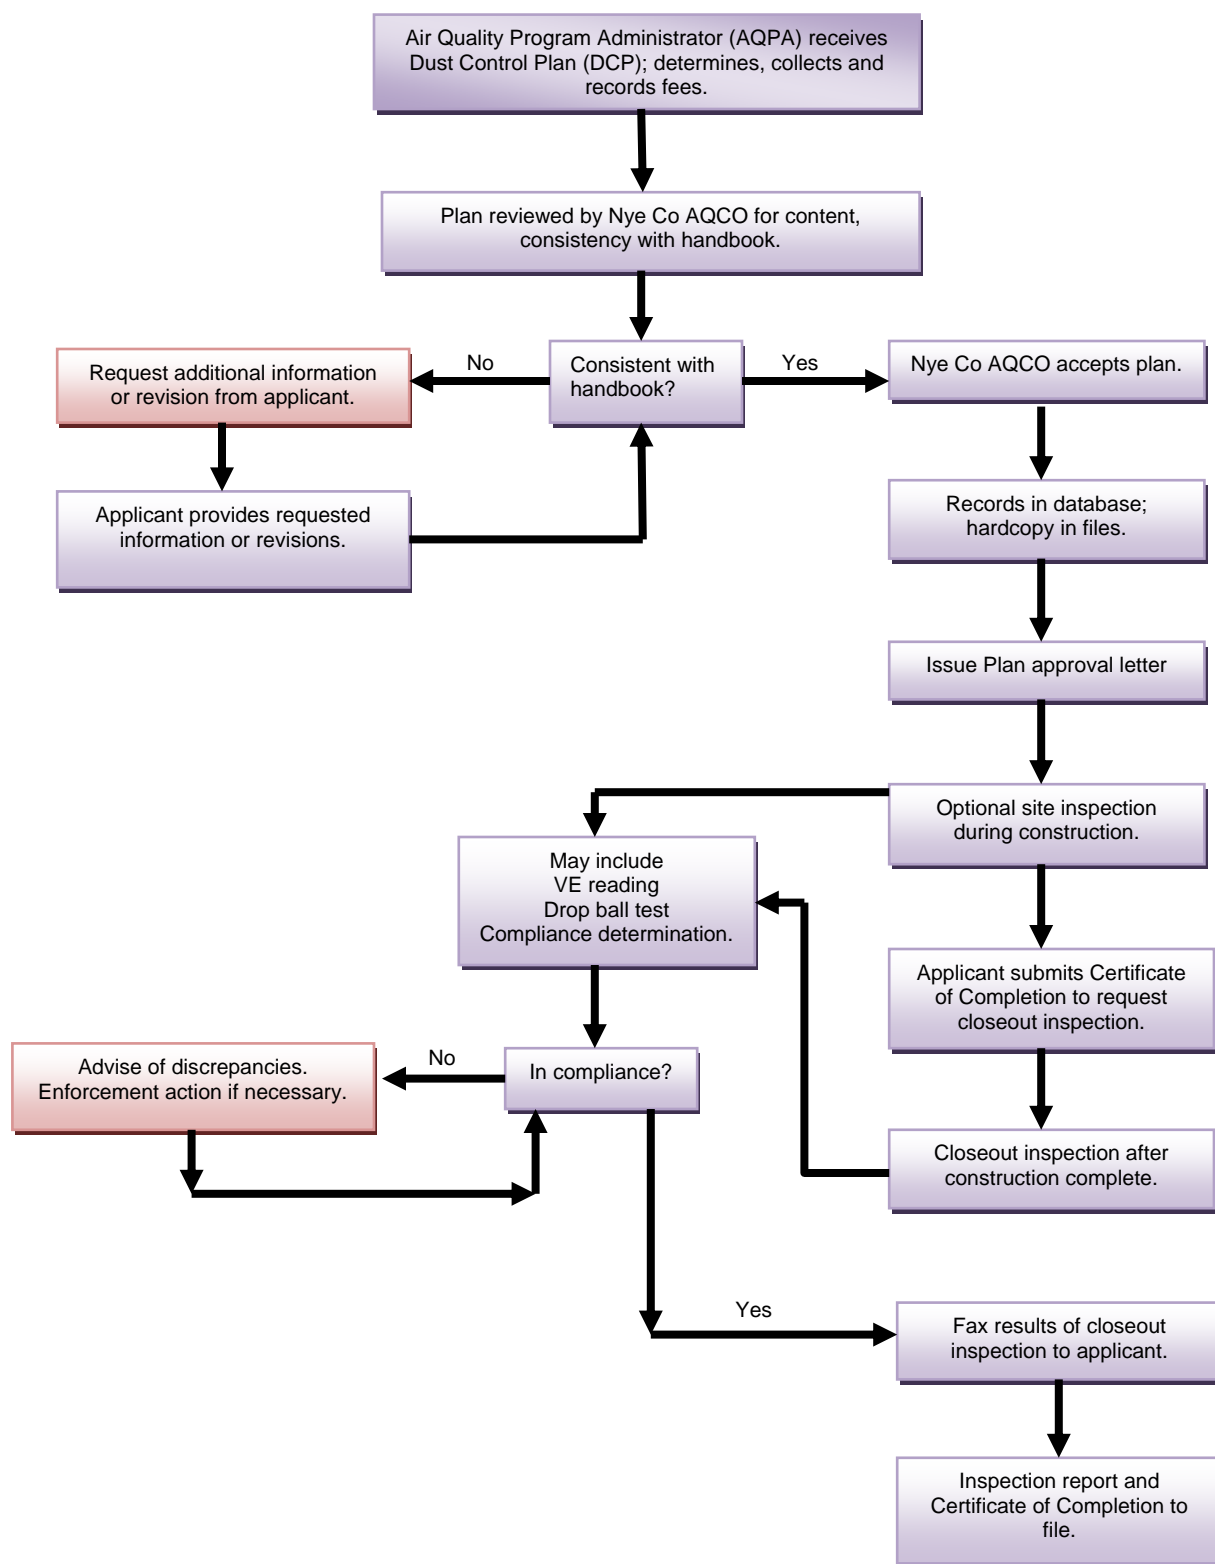 Air Quality Program Administrator (AQPA) receives
Dust Control Plan (DCP); determines, collects and
records fees.
Plan reviewed by Nye Co AQCO for content,
consistency with handbook.
Consistent with
handbook?
No
Yes
Request additional information
or revision from applicant.
Nye Co AQCO accepts plan.
Applicant provides requested
information or revisions.
Records in database;
hardcopy in files.
Issue Plan approval letter
Optional site inspection
during construction.
May include
VE reading
Drop ball test
Compliance determination.
Applicant submits Certificate
of Completion to request
closeout inspection.
In compliance?
No
Advise of discrepancies.
Enforcement action if necessary.
Closeout inspection after
construction complete.
Yes
Fax results of closeout
inspection to applicant.
Inspection report and
Certificate of Completion to
file.